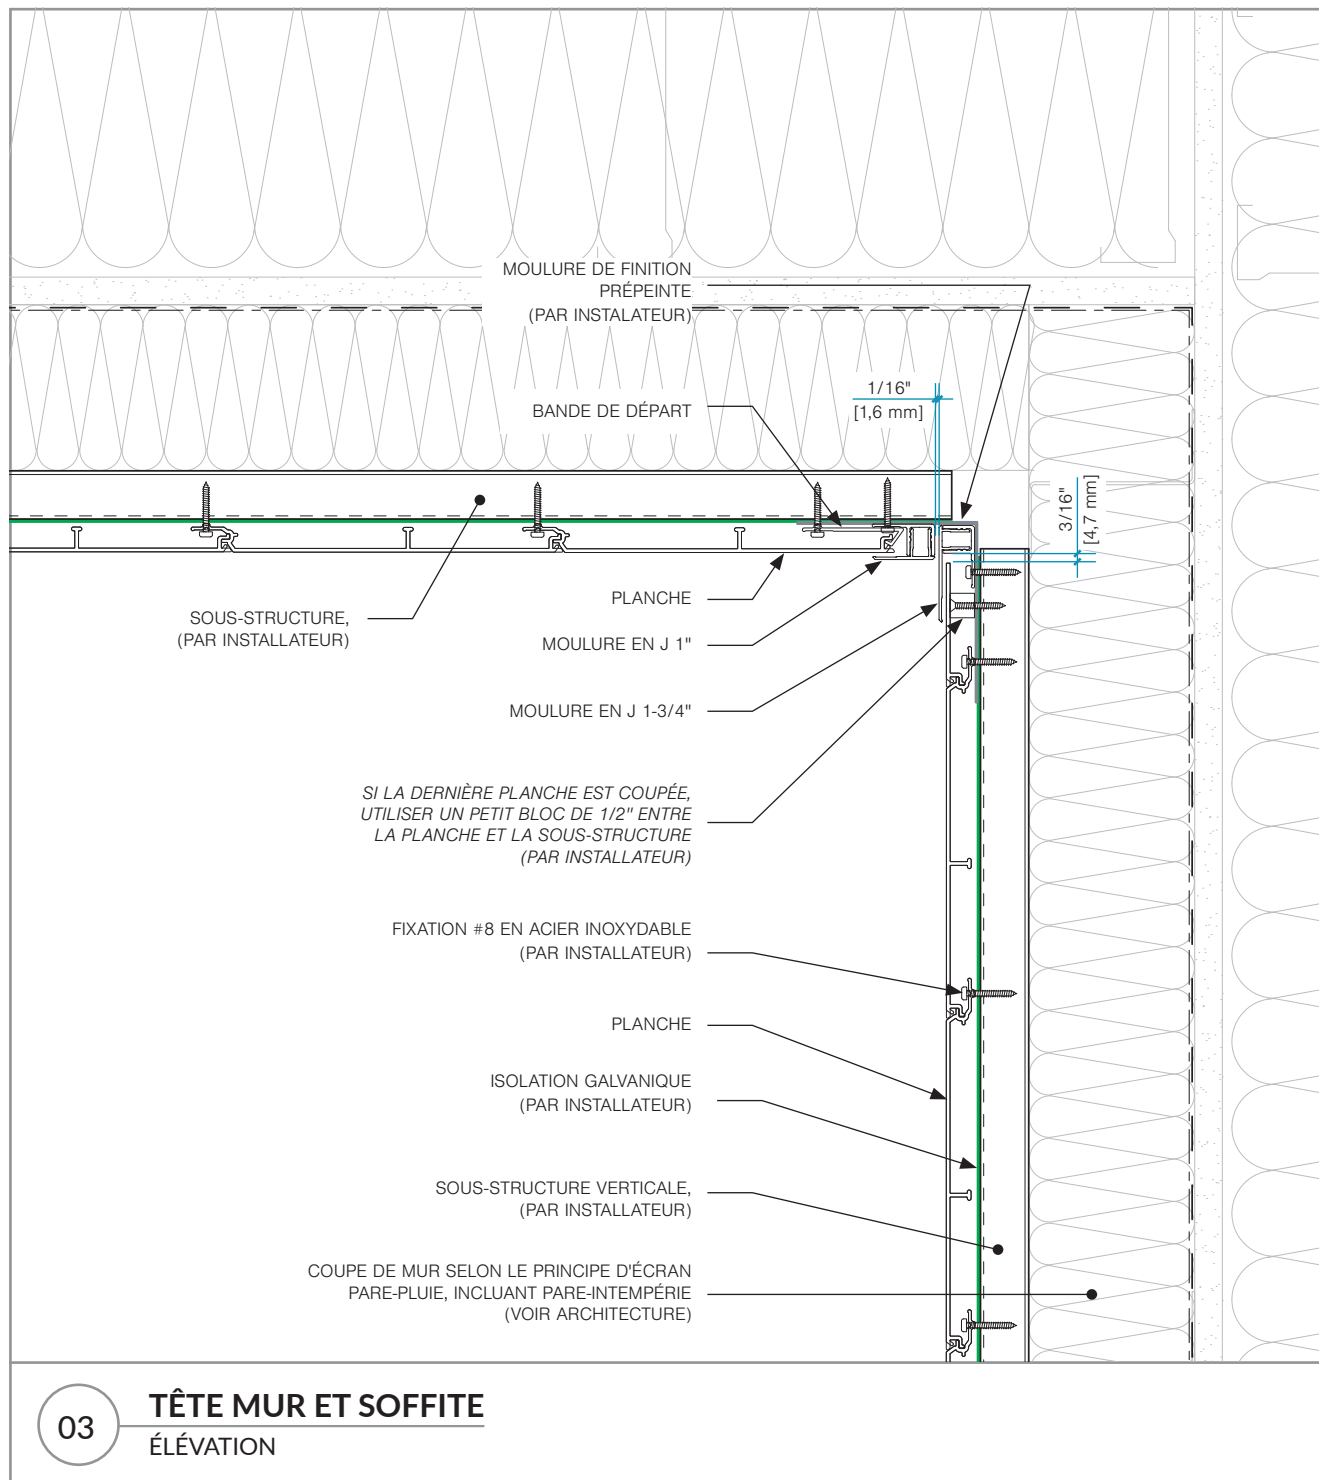 MOULURE DE FINITION
PRÉPEINTE
(PAR INSTALATEUR)
1/16"
[1,6 mm]
BANDE DE DÉPART
3/16"
[4,7 mm]
PLANCHE
SOUS-STRUCTURE,
(PAR INSTALLATEUR)
MOULURE EN J 1"
MOULURE EN J 1-3/4"
SI LA DERNIÈRE PLANCHE EST COUPÉE,
UTILISER UN PETIT BLOC DE 1/2" ENTRE
LA PLANCHE ET LA SOUS-STRUCTURE
(PAR INSTALLATEUR)
FIXATION #8 EN ACIER INOXYDABLE
(PAR INSTALLATEUR)
PLANCHE
ISOLATION GALVANIQUE
(PAR INSTALLATEUR)
SOUS-STRUCTURE VERTICALE,
(PAR INSTALLATEUR)
COUPE DE MUR SELON LE PRINCIPE D'ÉCRAN
PARE-PLUIE, INCLUANT PARE-INTEMPÉRIE
(VOIR ARCHITECTURE)
03
TÊTE MUR ET SOFFITE
ÉLÉVATION